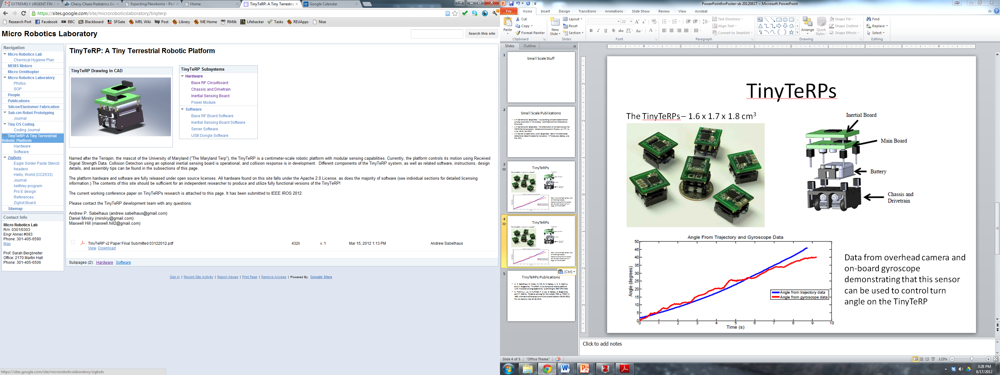 EXTREMELY URGENT FW:
Chevy Chase Pediatrics Ge
Expecting/Newborns - Ped
Home
TinyTeRP: A Tiny Terrestria
Google Calendar
https://sites.google.com/site/microroboticslaboratory/tinyterp
Research Port Facebook BBC Blackboard SFGate MRL Wiki Post Library ME Home RMilk Lifehacker Tasks REUApps Nise
Micro Robotics Laboratory
Search this site
Navigation
Micro Robotics Lab
Chemical Hygiene Plan
MEMS Motors
Micro Ornithopter
Micro Robotics Laboratory
Photos
SOP
People
Publications
Silicon/Elastomer Fabrication
Sub-cm Robot Prototyping
Journal
Tiny OS Coding
Coding Journal
TinyTeRP: A Tiny Terrestrial
Robotic Platform
Hardware
Software
ZigBots
Eagle Solder Paste Stencil
headers
Hello, World (CC2533)
Journal
keithley program
Pro E design
References
Zigbot Board
Sitemap
Contact Info
Micro Robotics Lab
Rm: 0301/0303
Engr Annex #093
Phone: 301-405-6590
Map
Prof. Sarah Bergbreiter
Office: 2170 Martin Hall
Phone: 301-405-6506
TinyTeRP: A Tiny Terrestrial Robotic Platform
TinyTeRP Drawing in CAD
TinyTeRP Subsystems
Hardware
Base RF Circuitboard
Chassis and Drivetrain
Inertial Sensing Board
Power Module
Software
Base RF Board Software
Inertial Sensing Board Software
Server Software
USB Dongle Software
Named after the Terrapin, the mascot of the University of Maryland ("The Maryland Terp"), the TinyTeRP is a centimeter-scale robotic platform with modular sensing capabilities. Currently, the platform controls its motion using Received
Signal Strength Data. Collision Detection using an optional inertial sensing board is operational, and collision response is in development. Different components of the TinyTeRP system, as well as related software, instructions, design
details, and assembly tips can be found in the subsections of this page.
The platform hardware and software are fully released under open source licenses. All hardware found on this site falls under the Apache 2.0 License, as does the majority of software (see individual sections for detailed licensing
information.) The contents of this site should be sufficient for an independent researcher to produce and utilize fully functional versions of the TinyTeRP!
The current working conference paper on TinyTeRPs research is attached to this page. It has been submitted to IEEE IROS 2012.
Please contact the TinyTeRP development team with any questions:
Andrew P. Sabelhaus (andrew.sabelhaus@gmail.com)
Daniel Mirsky (mirskiy@gmail.com)
Maxwell Hill (maxwell.hill2@gmail.com)
TinyTeRP v2 Paper Final Submitted 03122012.pdf 432k v. 1 Mar 15, 2012 1:13 PM Andrew Sabelhaus
View Download
Subpages (2): Hardware Software
Sign in | Recent Site Activity | Report Abuse | Print Page | Remove Access | Powered By Google Sites
https://sites.google.com/site/microroboticslaboratory/zigbots
PowerPointforPoster-sb 20120817 - Microsoft PowerPoint
File Home Insert Design Transitions Animations Slide Show Review View Acrobat
Paste
Cut
Copy
Format Painter
Clipboard
New
Slide
Layout
Reset
Section
Slides
22
Font
Text Direction
Align Text
Convert to SmartArt
Paragraph
Arrange
Quick
Styles
Shape Fill
Shape Outline
Shape Effects
Drawing
Find
Replace
Select
Editing
Slides Outline
1
Small Scale Stuff
2
Small Scale Publications
3
TinyTeRPs
4
TinyTeRPs
(Ctrl)
5
TinyTeRPs Publications
TinyTeRPs
The TinyTeRPs – 1.6 x 1.7 x 1.8 cm³
Inertial Board
Main Board
Battery
Chassis and
Drivetrain
Angle From Trajectory and Gyroscope Data
Angle (degrees)
50
45
40
35
30
25
20
15
10
5
0
0 1 2 3 4 5 6 7 8 9 10
Time (s)
Angle from trajectory data
Angle from gyroscope data
Data from overhead camera and
on-board gyroscope
demonstrating that this sensor
can be used to control turn
angle on the TinyTeRP
Click to add notes
Slide 4 of 5 "Office Theme" 123%
3:28 PM
8/17/2012